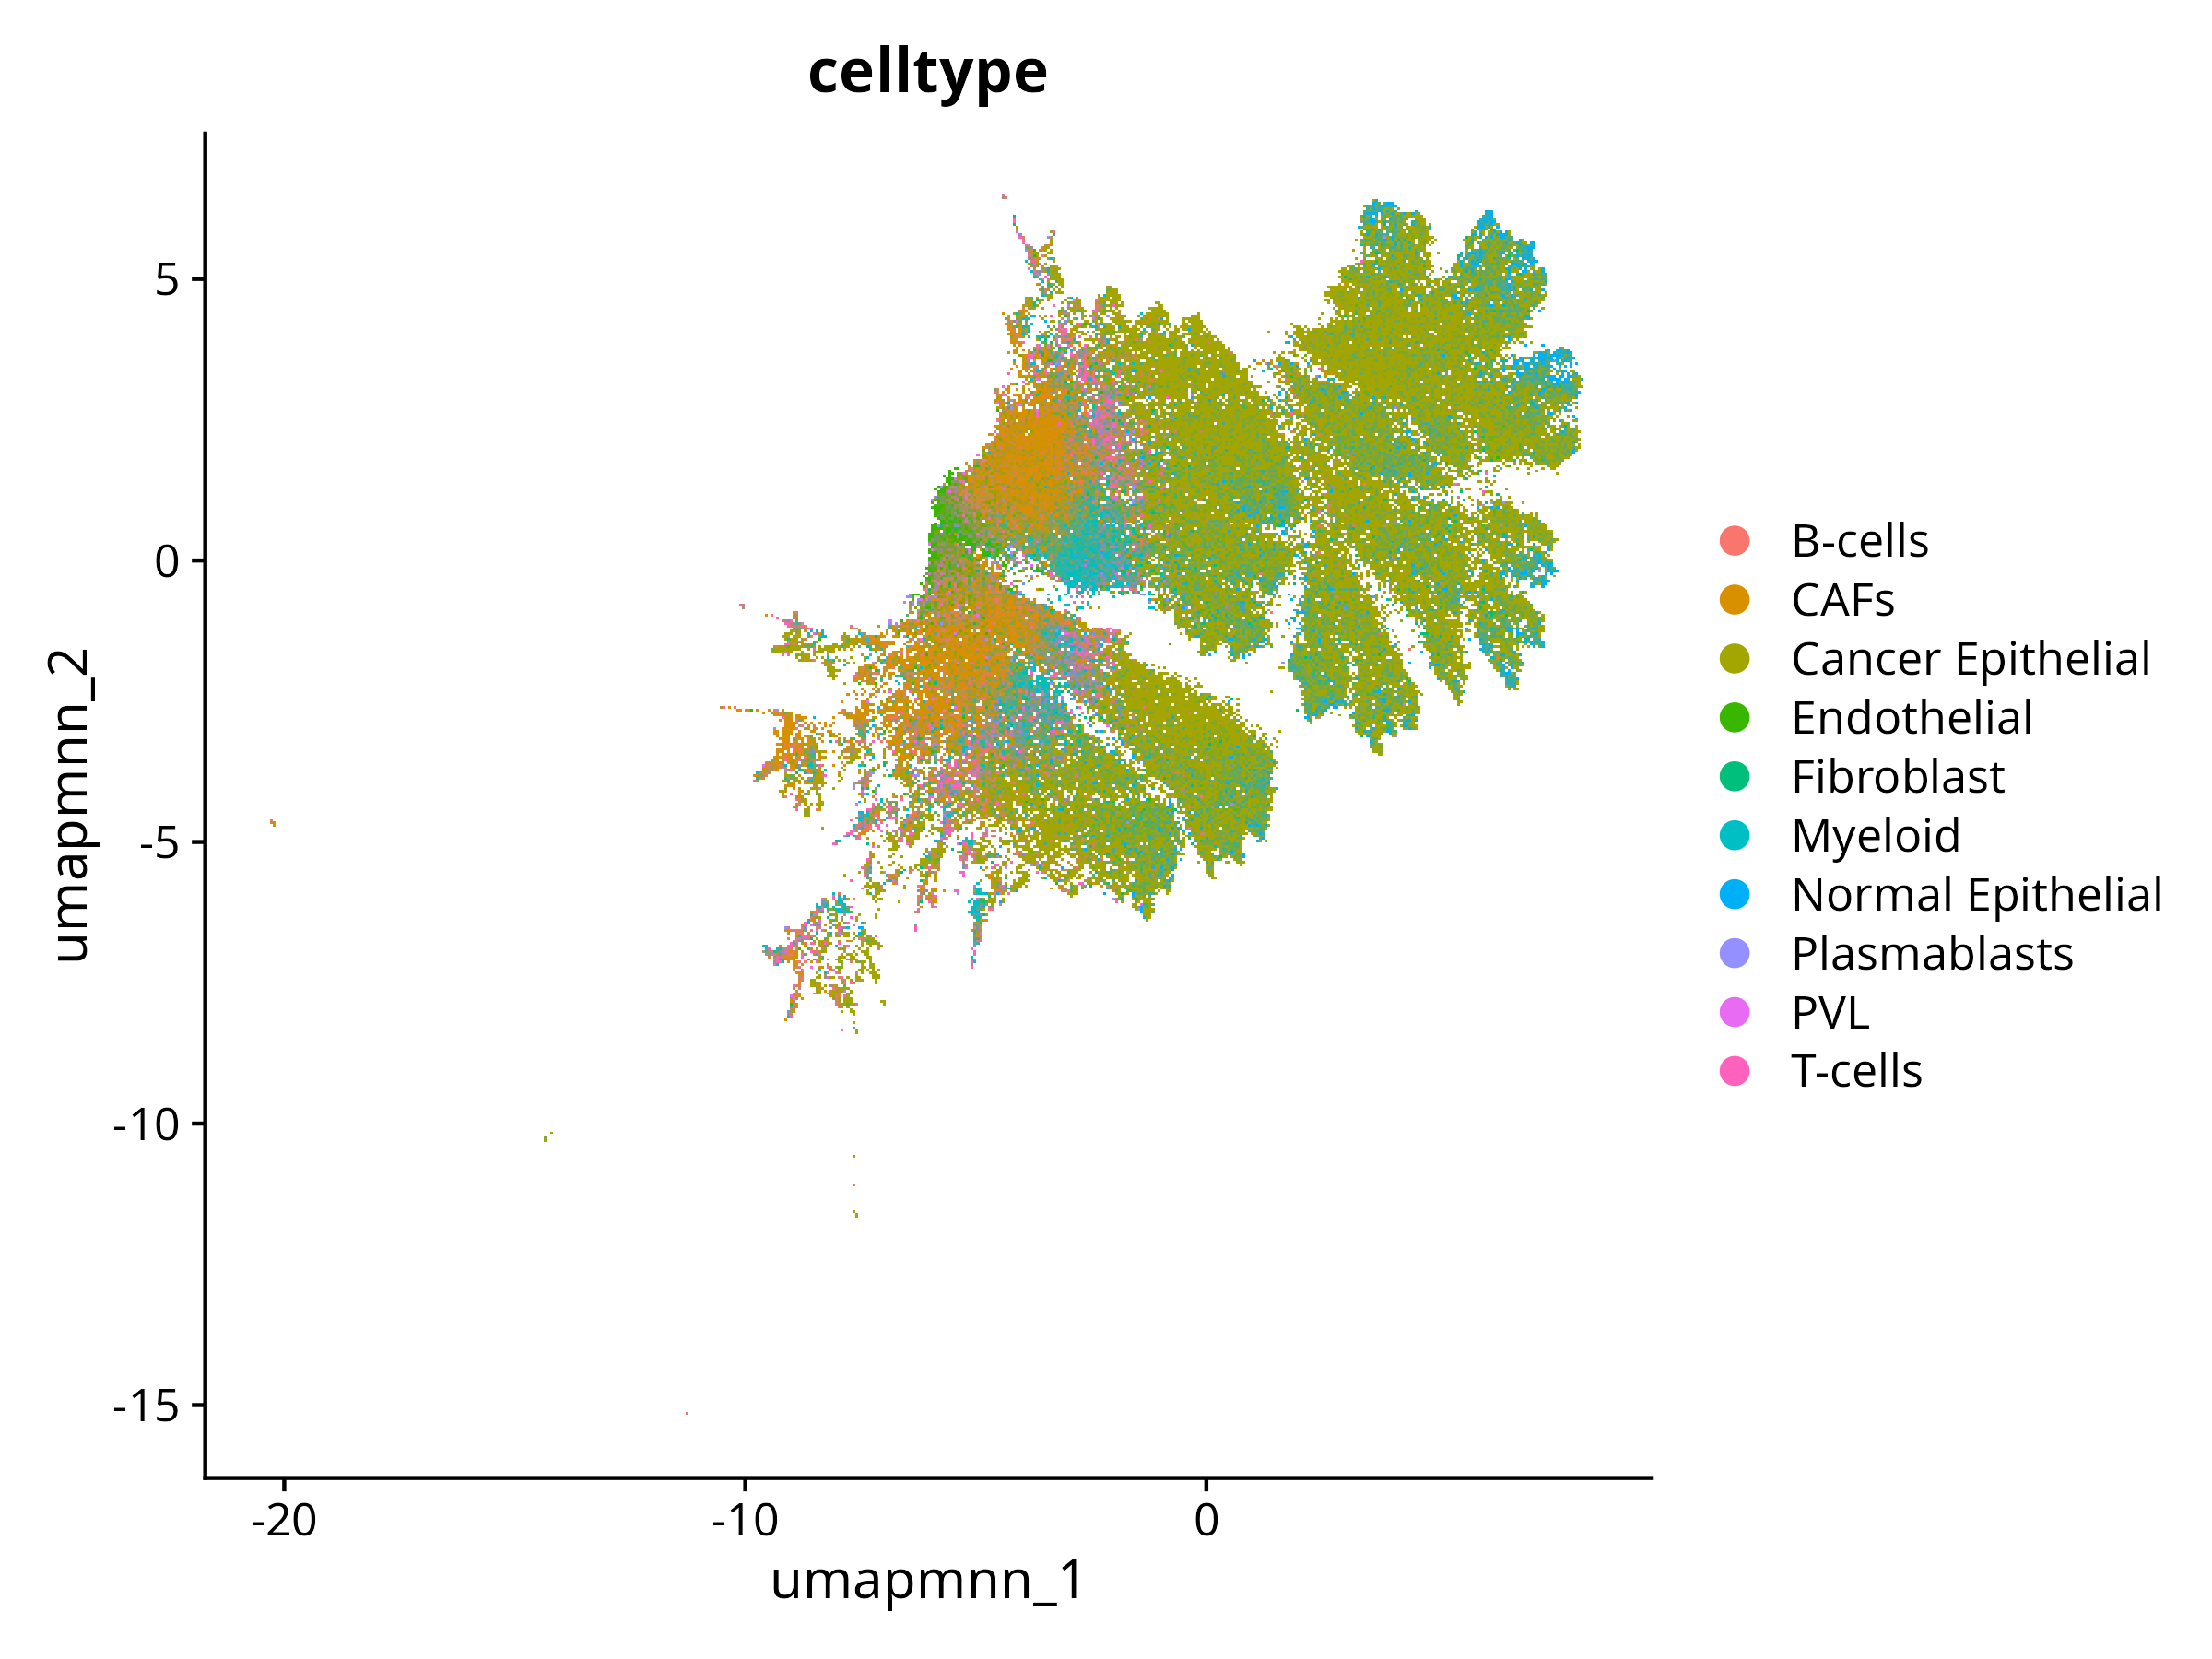 celltype
umapmnn_2
5
0
-5
-10
-15
-20
-10
0
umapmnn_1
B-cells
CAFs
Cancer Epithelial
Endothelial
Fibroblast
Myeloid
Normal Epithelial
Plasmablasts
PVL
T-cells